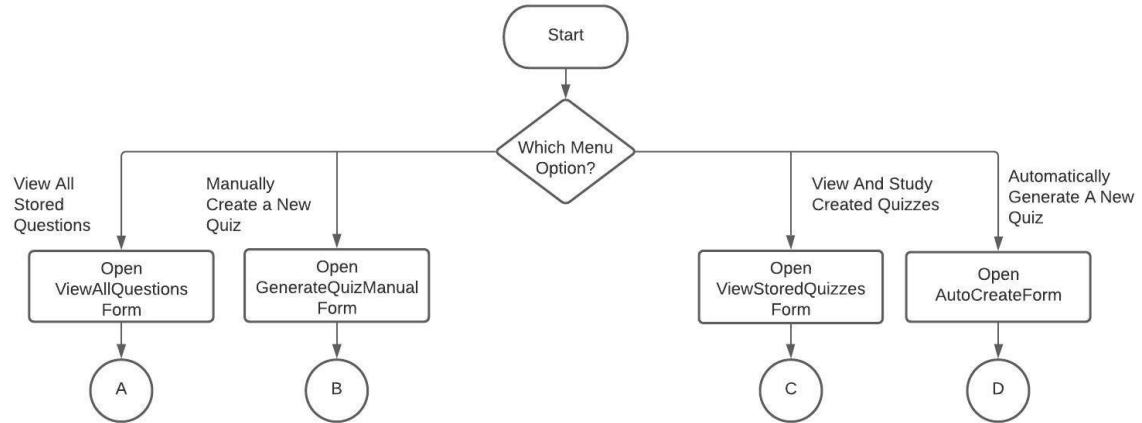 Start
Which Menu
Option?
View All
Stored
Questions
Manually
Create a New
Quiz
View And Study
Created Quizzes
Automatically
Generate A New
Quiz
Open
ViewAllQuestions
Form
Open
GenerateQuizManual
Form
Open
ViewStoredQuizzes
Form
Open
AutoCreateForm
A
B
C
D